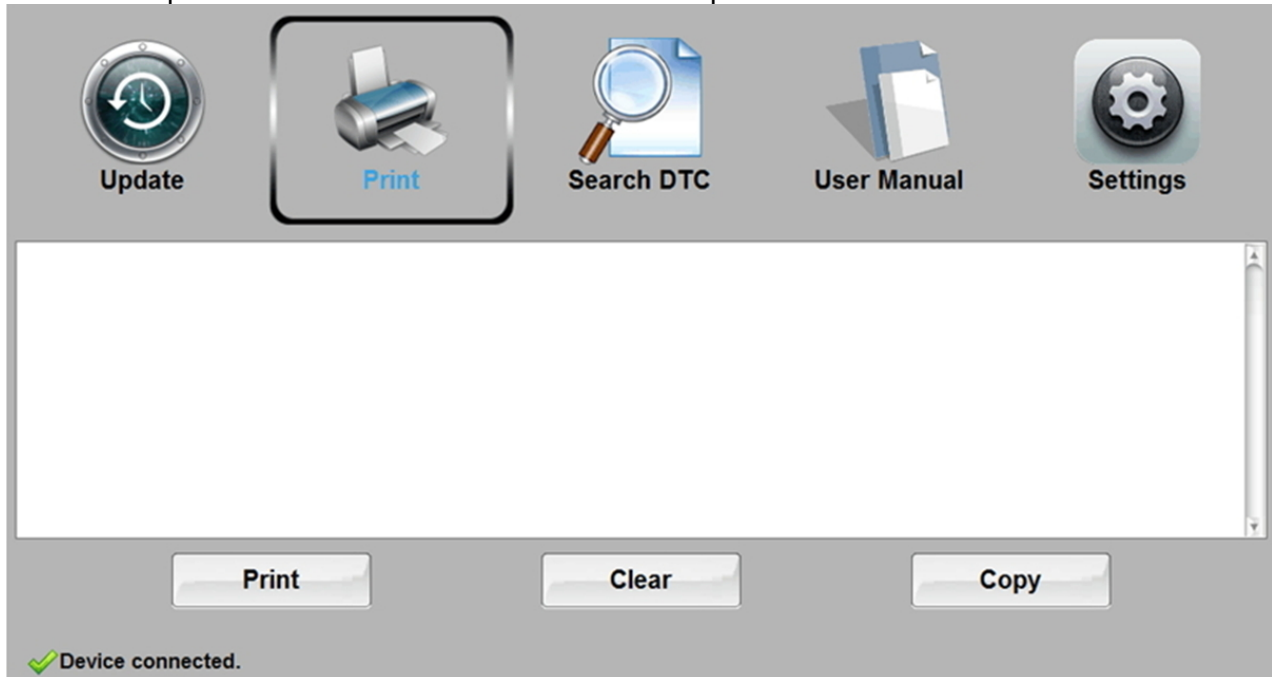 Update
Print
Search DTC
User Manual
Settings
Print
Clear
Copy
Device connected.